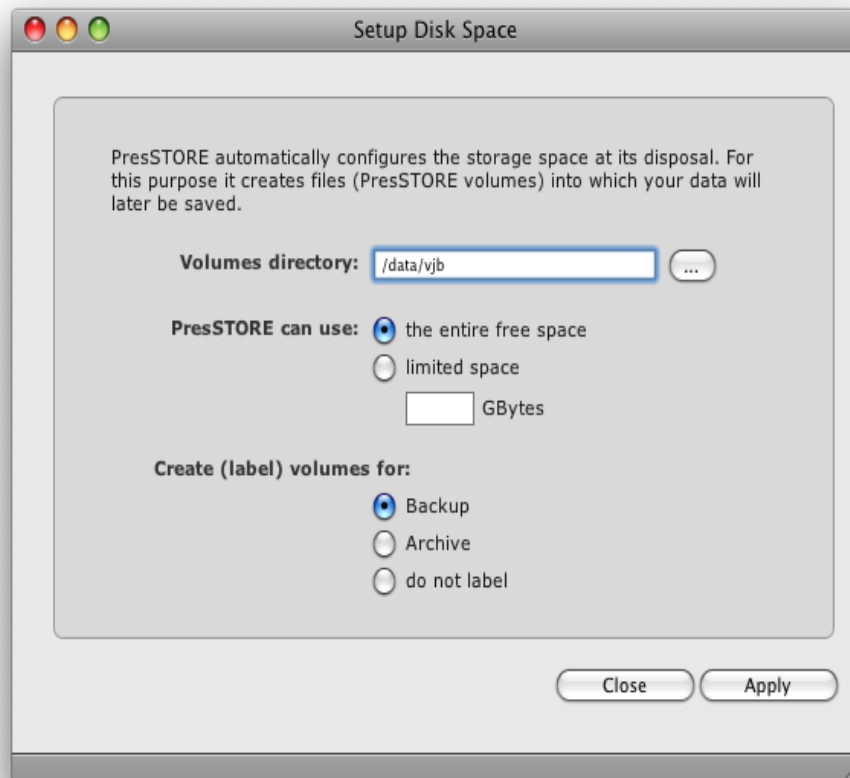 Setup Disk Space
PresSTORE automatically configures the storage space at its disposal. For
this purpose it creates files (PresSTORE volumes) into which your data will
later be saved.
Volumes directory: /data/vjb ...
PresSTORE can use: the entire free space
limited space
GBytes
Create (label) volumes for:
Backup
Archive
do not label
Close Apply